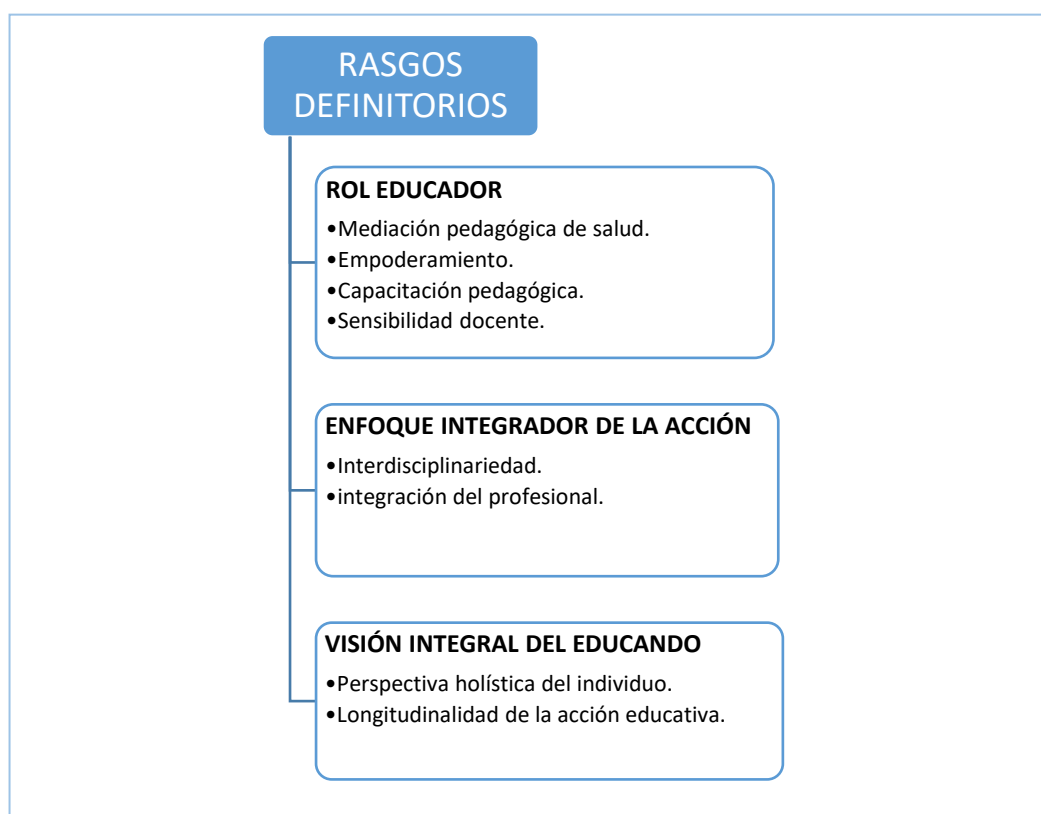 RASGOS
DEFINITORIOS
ROL EDUCADOR
•Mediación pedagógica de salud.
•Empoderamiento.
•Capacitación pedagógica.
•Sensibilidad docente.
ENFOQUE INTEGRADOR DE LA ACCIÓN
•Interdisciplinariedad.
•integración del profesional.
VISIÓN INTEGRAL DEL EDUCANDO
•Perspectiva holística del individuo.
•Longitudinalidad de la acción educativa.